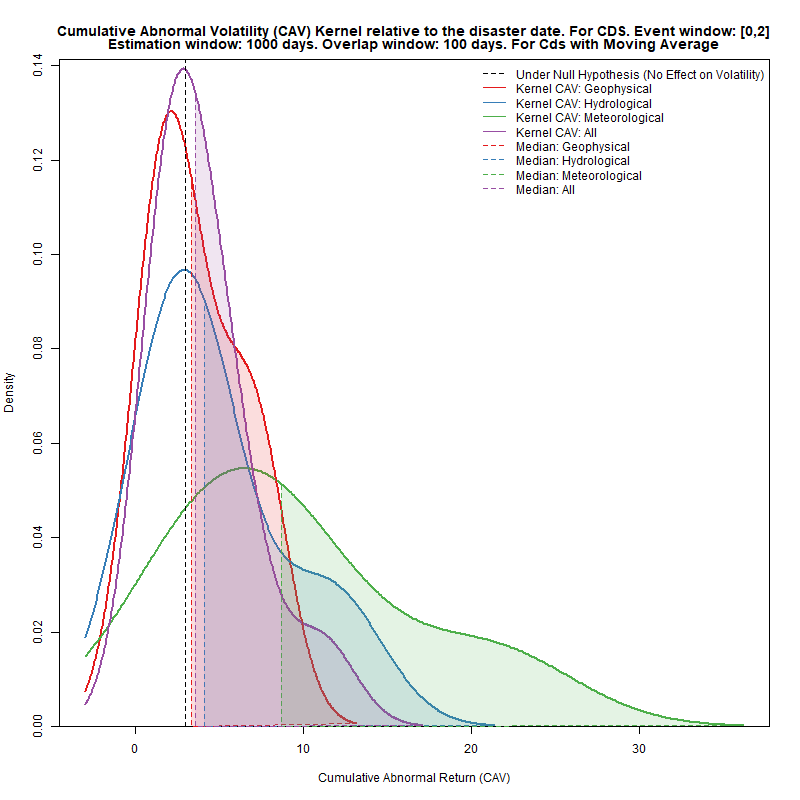 Cumulative Abnormal Volatility (CAV) Kernel relative to the disaster date. For CDS. Event window: [0,2]
Estimation window: 1000 days. Overlap window: 100 days. For Cds with Moving Average
Under Null Hypothesis (No Effect on Volatility)
Kernel CAV: Geophysical
Kernel CAV: Hydrological
Kernel CAV: Meteorological
Kernel CAV: All
Median: Geophysical
Median: Hydrological
Median: Meteorological
Median: All
Density
0.14
0.12
0.10
0.08
0.06
0.04
0.02
0.00
0 10 20 30
Cumulative Abnormal Return (CAV)